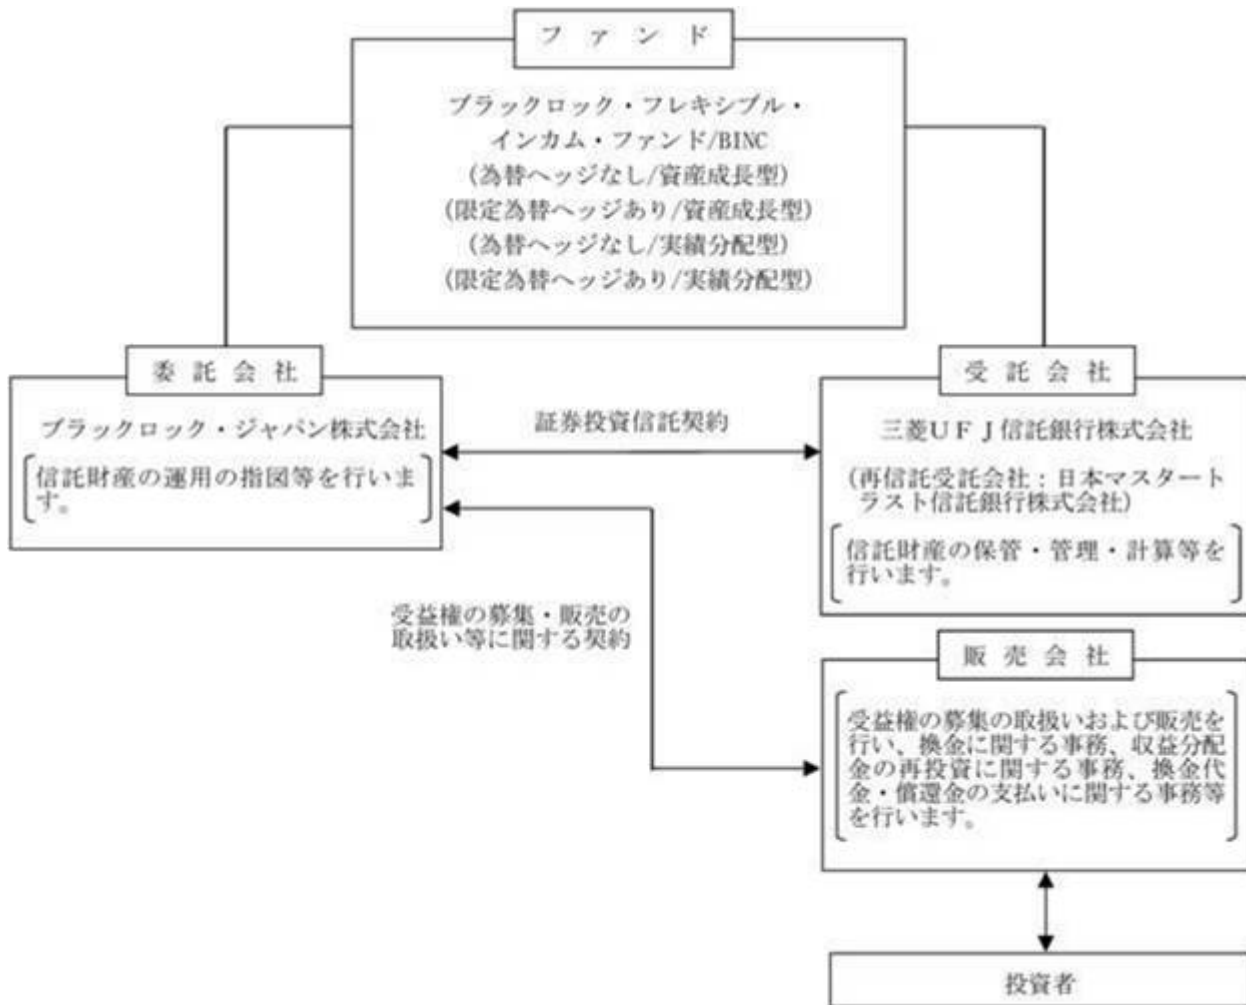 ファンド
ブラックロック・フレキシブル・
インカム・ファンド/BINC
(為替ヘッジなし/資産成長型)
(限定為替ヘッジあり/資産成長型)
(為替ヘッジなし/実績分配型)
(限定為替ヘッジあり/実績分配型)
委託会社
ブラックロック・ジャパン株式会社
信託財産の運用の指図等を行いま
す。
証券投資信託契約
受託会社
三菱UFJ信託銀行株式会社
(再信託受託会社:日本マスタート
ラスト信託銀行株式会社)
信託財産の保管・管理・計算等を
行います。
受益権の募集・販売の
取扱い等に関する契約
販売会社
受益権の募集の取扱いおよび販売を
行い、換金に関する事務、収益分配
金の再投資に関する事務、換金代
金・償還金の支払いに関する事務等
を行います。
投資者